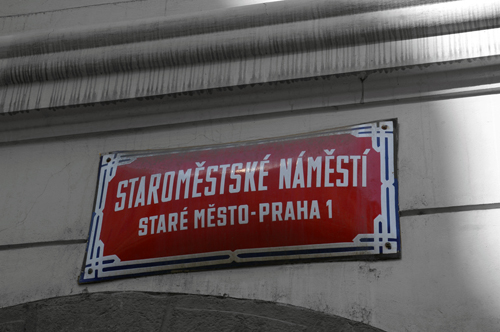 STAROMĚSTSKÉ NÁMĚSTÍ
STARÉ MĚSTO-PRAHA 1